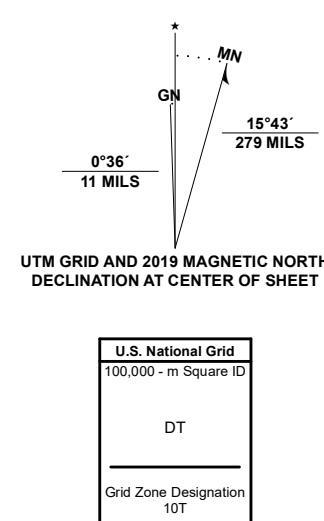 ★
MN
GN
15°43´
279 MILS
0°36´
11 MILS
UTM GRID AND 2019 MAGNETIC NORTH
DECLINATION AT CENTER OF SHEET
U.S. National Grid
100,000 - m Square ID
DT
Grid Zone Designation
10T